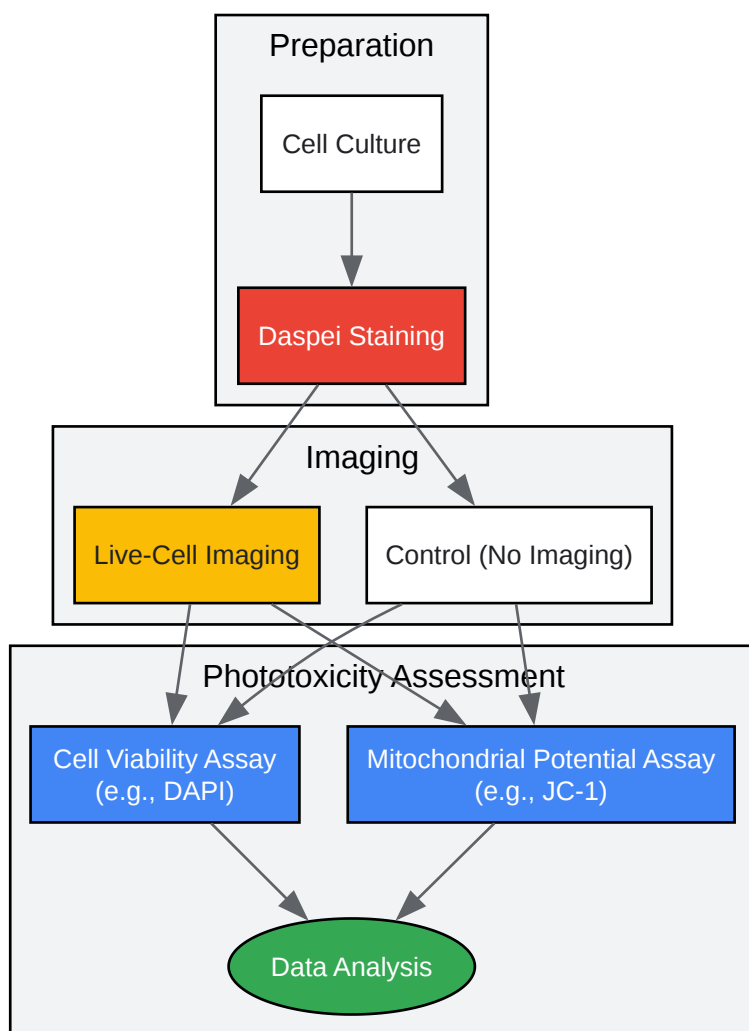 Preparation
Cell Culture
Daspei Staining
Imaging
Live-Cell Imaging
Control (No Imaging)
Phototoxicity Assessment
Cell Viability Assay
(e.g., DAPI)
Mitochondrial Potential Assay
(e.g., JC-1)
Data Analysis